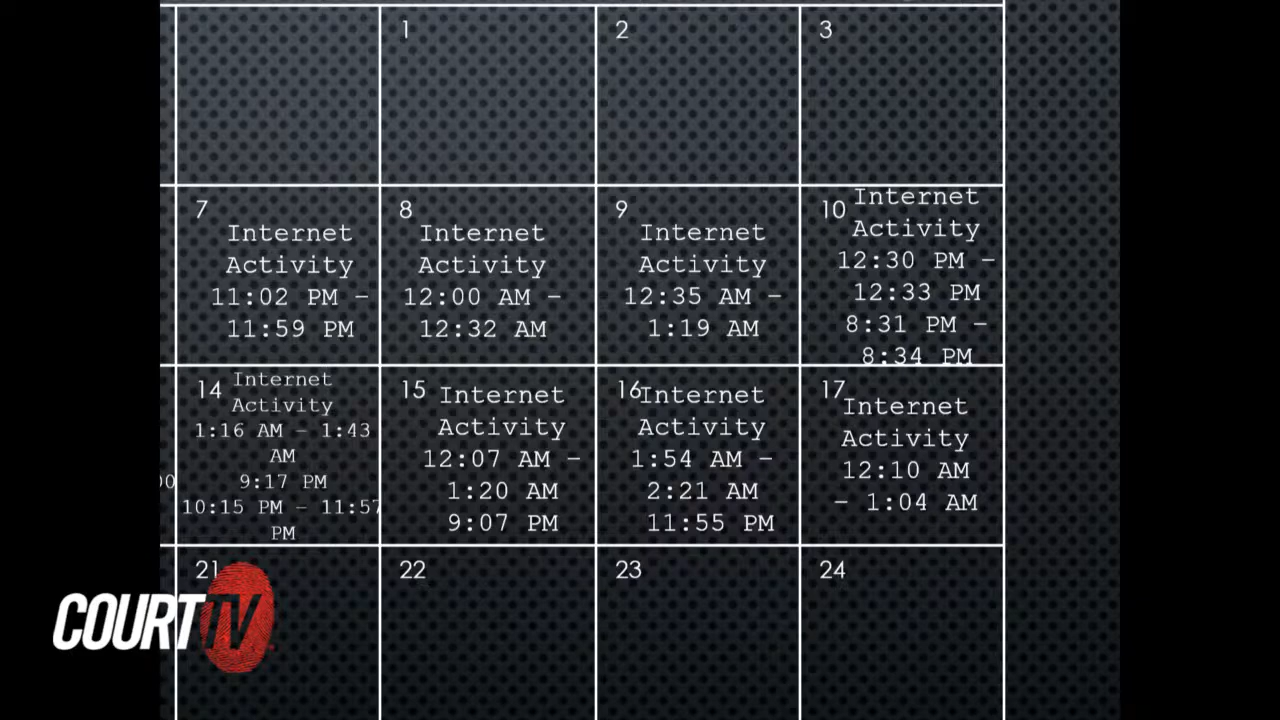 1
2
3
7
Internet
Activity
11:02 PM –
11:59 PM
8
Internet
Activity
12:00 AM –
12:32 AM
9
Internet
Activity
12:35 AM –
1:19 AM
10
Internet
Activity
12:30 PM –
12:33 PM
8:31 PM –
8:34 PM
14
Internet
Activity
1:16 AM – 1:43
AM
9:17 PM
10:15 PM – 11:57
PM
15
Internet
Activity
12:07 AM –
1:20 AM
9:07 PM
16
Internet
Activity
1:54 AM –
2:21 AM
11:55 PM
17
Internet
Activity
12:10 AM
– 1:04 AM
21
22
23
24
COURT TV